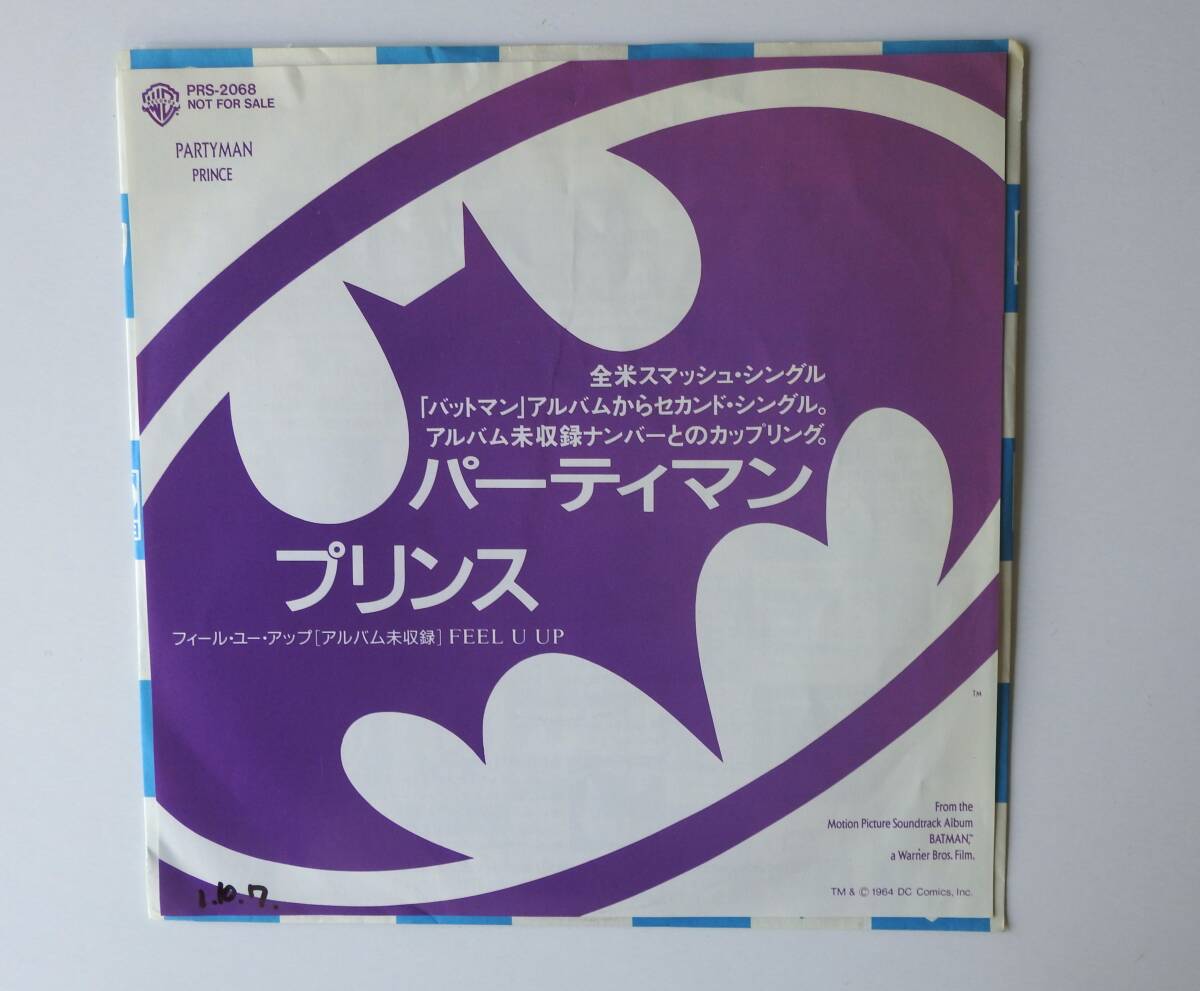 PRS-2068
NOT FOR SALE
PARTYMAN
PRINCE
全米スマッシュ・シングル
「バットマン」アルバムからセカンド・シングル。
アルバム未収録ナンバーとのカップリング。
パーティマン
プリンス
フィール・ユー・アップ[アルバム未収録] FEEL U UP
TM
From the
Motion Picture Soundtrack Album
BATMAN,™
a Warner Bros. Film.
TM & © 1964 DC Comics, Inc.
1.10.7.